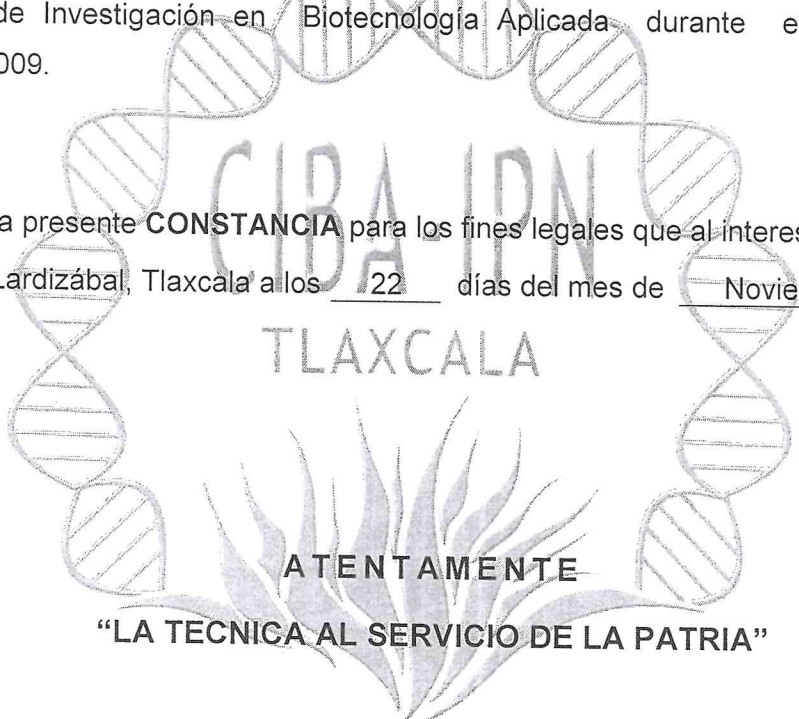 de Investigación en Biotecnología Aplicada durante e
009.
CIBA-IPN
a presente CONSTANCIA para los fines legales que al interes
Lardizábal, Tlaxcala a los 22 días del mes de Novie
TLAXCALA
ATENTAMENTE
“LA TECNICA AL SERVICIO DE LA PATRIA”